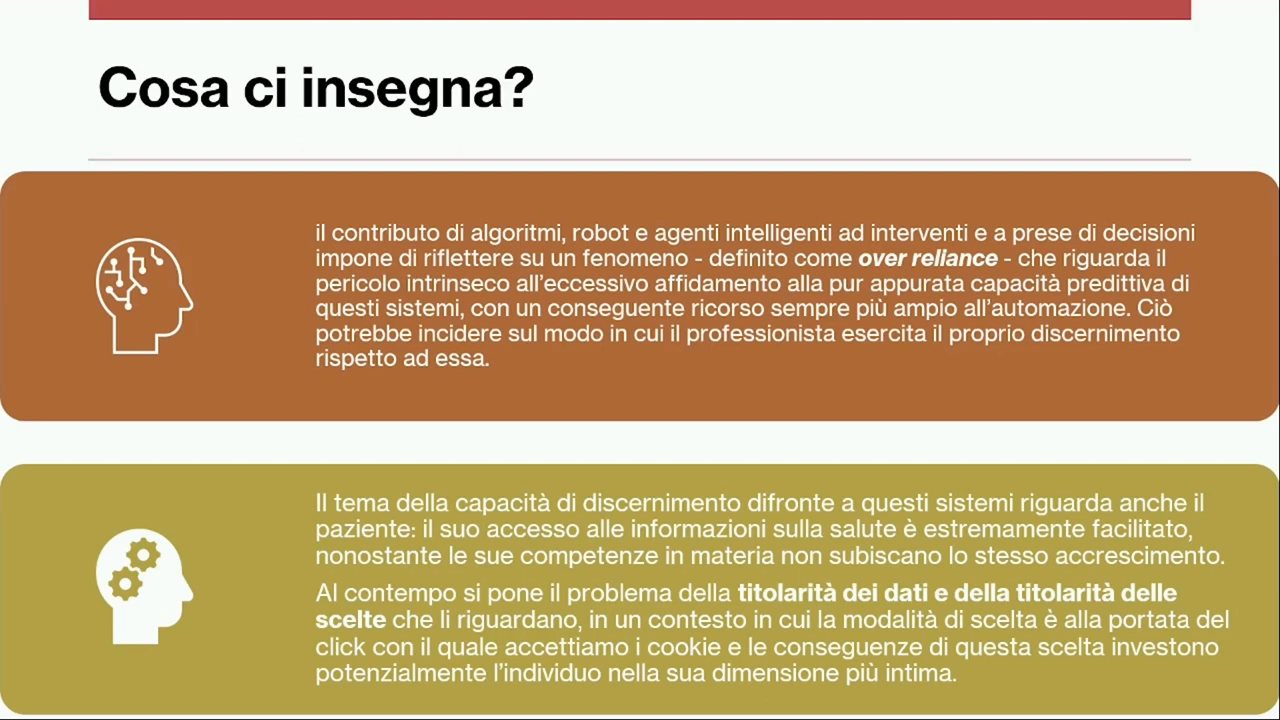 Cosa ci insegna?
il contributo di algoritmi, robot e agenti intelligenti ad interventi e a prese di decisioni
impone di riflettere su un fenomeno - definito come over reliance - che riguarda il
pericolo intrinseco all’eccessivo affidamento alla pur appurata capacità predittiva di
questi sistemi, con un conseguente ricorso sempre più ampio all’automazione. Ciò
potrebbe incidere sul modo in cui il professionista esercita il proprio discernimento
rispetto ad essa.
Il tema della capacità di discernimento difronte a questi sistemi riguarda anche il
paziente: il suo accesso alle informazioni sulla salute è estremamente facilitato,
nonostante le sue competenze in materia non subiscano lo stesso accrescimento.
Al contempo si pone il problema della titolarità dei dati e della titolarità delle
scelte che li riguardano, in un contesto in cui la modalità di scelta è alla portata del
click con il quale accettiamo i cookie e le conseguenze di questa scelta investono
potenzialmente l’individuo nella sua dimensione più intima.